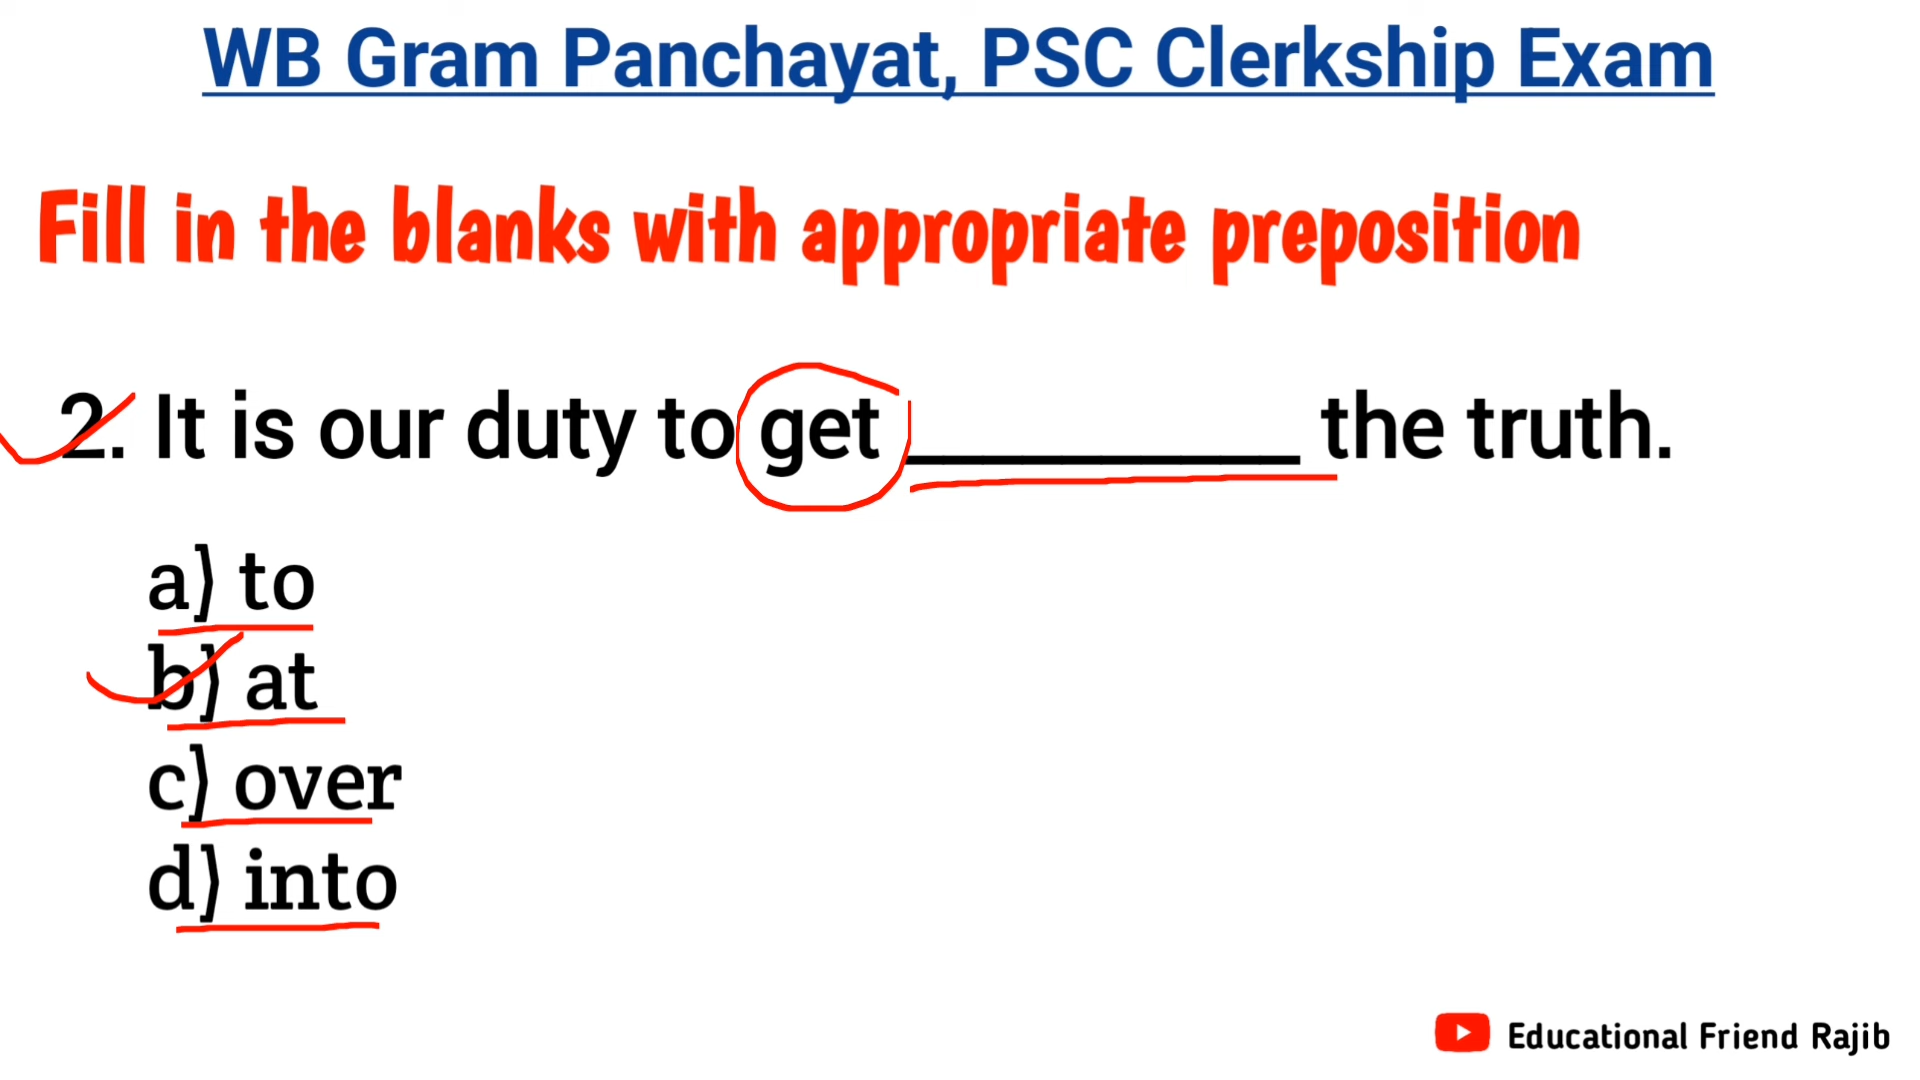 WB Gram Panchayat, PSC Clerkship Exam
Fill in the blanks with appropriate preposition
2. It is our duty to get __________ the truth.
a) to
b) at
c) over
d) into
Educational Friend Rajib